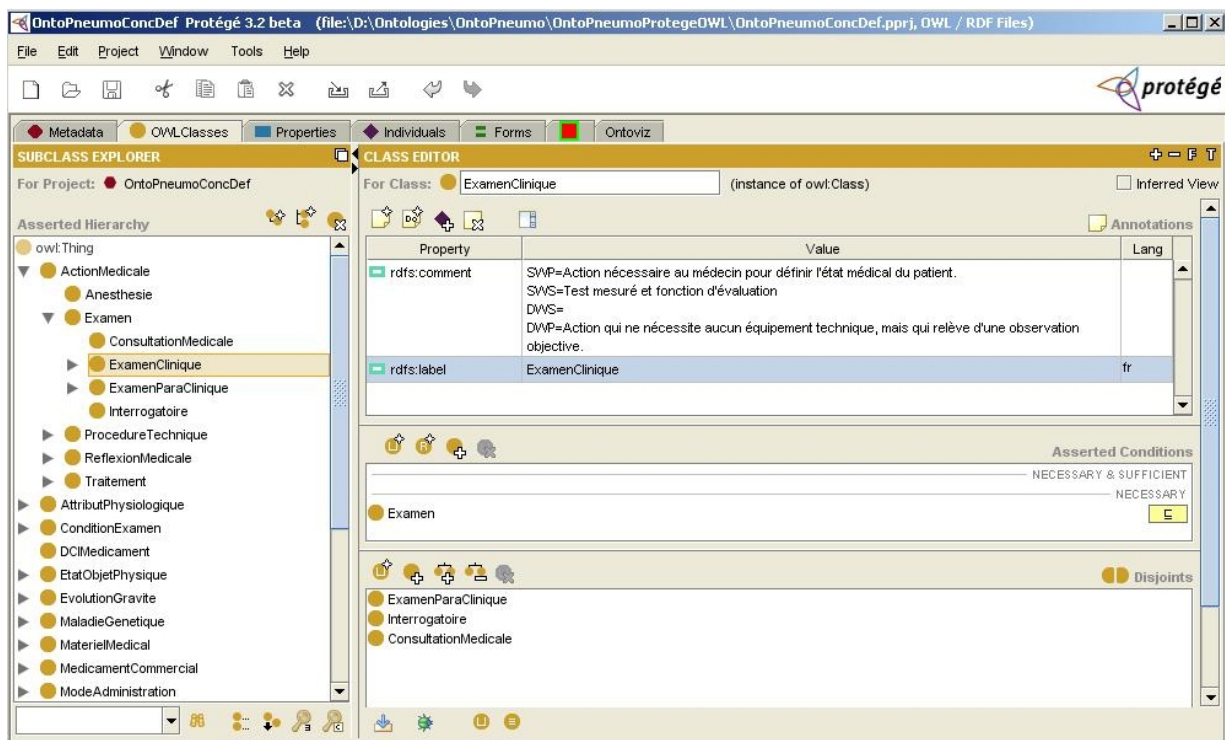 OntoPneumoConcDef Protégé 3.2 beta (file:\D:\Ontologies\OntoPneumo\OntoPneumoProtegeOWL\OntoPneumoConcDef.pprj, OWL / RDF Files)
File Edit Project Window Tools Help
protégé
Metadata OWLClasses Properties Individuals Forms Ontoviz
SUBCLASS EXPLORER
For Project: OntoPneumoConcDef
Asserted Hierarchy
owl:Thing
ActionMedicale
Anesthesie
Examen
ConsultationMedicale
ExamenClinique
ExamenParaClinique
Interrogatoire
ProcedureTechnique
ReflexionMedicale
Traitement
AttributPhysiologique
ConditionExamen
DCIMedicament
EtatObjetPhysique
EvolutionGravite
MaladieGenetique
MaterielMedical
MedicamentCommercial
ModeAdministration
CLASS EDITOR
For Class: ExamenClinique (instance of owl:Class) Inferred View
Annotations
Property Value Lang
rdfs:comment SWP=Action nécessaire au médecin pour définir l'état médical du patient.
SWS=Test mesuré et fonction d'évaluation
DWS=
DWP=Action qui ne nécessite aucun équipement technique, mais qui relève d'une observation
objective.
rdfs:label ExamenClinique fr
Asserted Conditions
NECESSARY & SUFFICIENT
NECESSARY
Examen ⊑
Disjoints
ExamenParaClinique
Interrogatoire
ConsultationMedicale